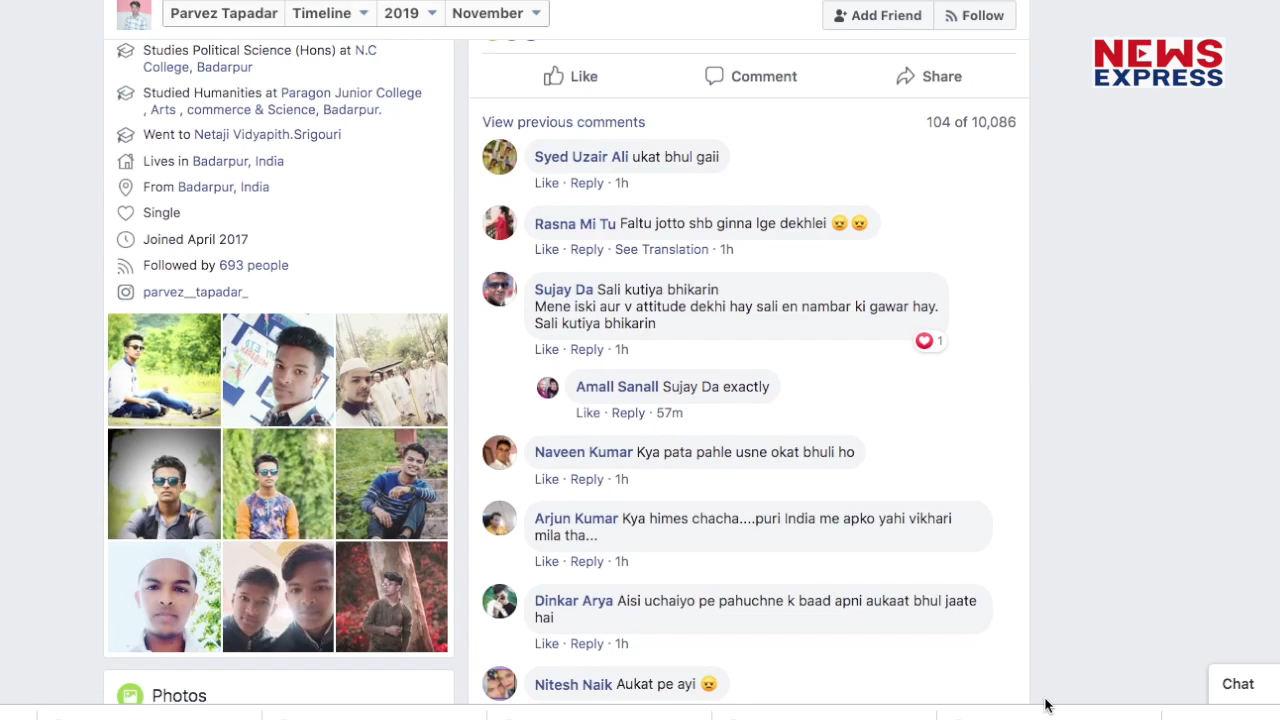 Parvez Tapadar Timeline 2019 November Add Friend Follow
NEWS
EXPRESS
Studies Political Science (Hons) at N.C
College, Badarpur
Studied Humanities at Paragon Junior College
, Arts , commerce & Science, Badarpur.
Went to Netaji Vidyapith.Srigouri
Lives in Badarpur, India
From Badarpur, India
Single
Joined April 2017
Followed by 693 people
parvez__tapadar_
Photos
Like Comment Share
View previous comments 104 of 10,086
Syed Uzair Ali ukat bhul gaii
Like · Reply · 1h
Rasna Mi Tu Faltu jotto shb ginna lge dekhlei 😠😠
Like · Reply · See Translation · 1h
Sujay Da Sali kutiya bhikarin
Mene iski aur v attitude dekhi hay sali en nambar ki gawar hay.
Sali kutiya bhikarin
1
Like · Reply · 1h
Amall Sanall Sujay Da exactly
Like · Reply · 57m
Naveen Kumar Kya pata pahle usne okat bhuli ho
Like · Reply · 1h
Arjun Kumar Kya himes chacha....puri India me apko yahi vikhari
mila tha...
Like · Reply · 1h
Dinkar Arya Aisi uchaiyo pe pahuchne k baad apni aukaat bhul jaate
hai
Like · Reply · 1h
Nitesh Naik Aukat pe ayi 😠
Chat